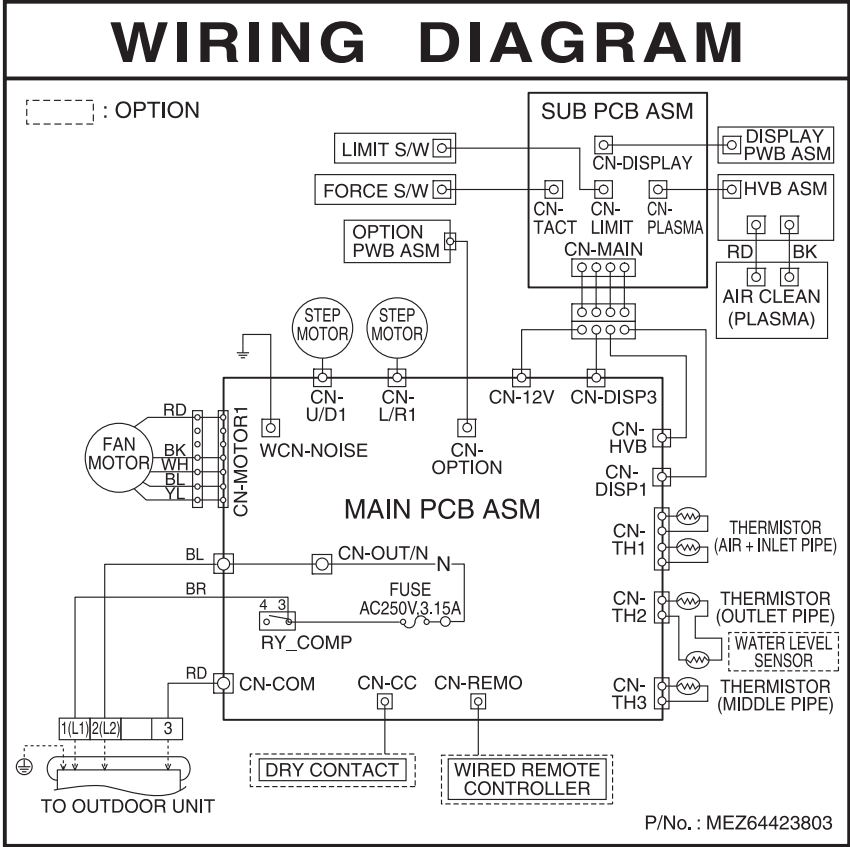 WIRING DIAGRAM
: OPTION
SUB PCB ASM
LIMIT S/W
CN-DISPLAY
DISPLAY
PWB ASM
FORCE S/W
CN-
TACT
CN-
LIMIT
CN-
PLASMA
HVB ASM
OPTION
PWB ASM
CN-MAIN
RD
BK
AIR CLEAN
(PLASMA)
STEP
MOTOR
STEP
MOTOR
CN-
U/D1
CN-
L/R1
CN-12V
CN-DISP3
RD
FAN
MOTOR
BK
WH
BL
YL
CN-MOTOR1
WCN-NOISE
CN-
OPTION
CN-
HVB
CN-
DISP1
MAIN PCB ASM
CN-
TH1
THERMISTOR
(AIR + INLET PIPE)
BL
CN-OUT/N
N
BR
FUSE
AC250V,3.15A
4 3
RY_COMP
CN-
TH2
THERMISTOR
(OUTLET PIPE)
WATER LEVEL
SENSOR
RD
CN-COM
CN-CC
CN-REMO
CN-
TH3
THERMISTOR
(MIDDLE PIPE)
1(L1) 2(L2) 3
DRY CONTACT
WIRED REMOTE
CONTROLLER
TO OUTDOOR UNIT
P/No. : MEZ64423803